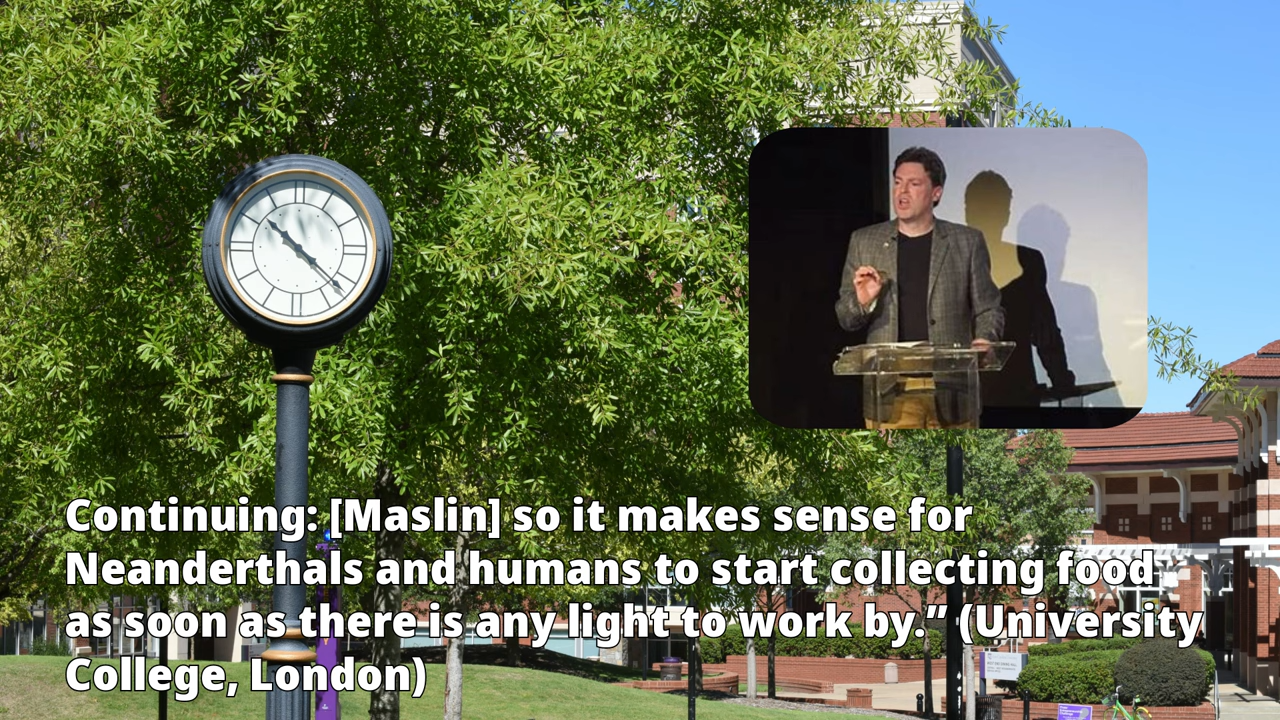 Continuing: [Maslin] so it makes sense for
Neanderthals and humans to start collecting food
as soon as there is any light to work by.” (University
College, London)